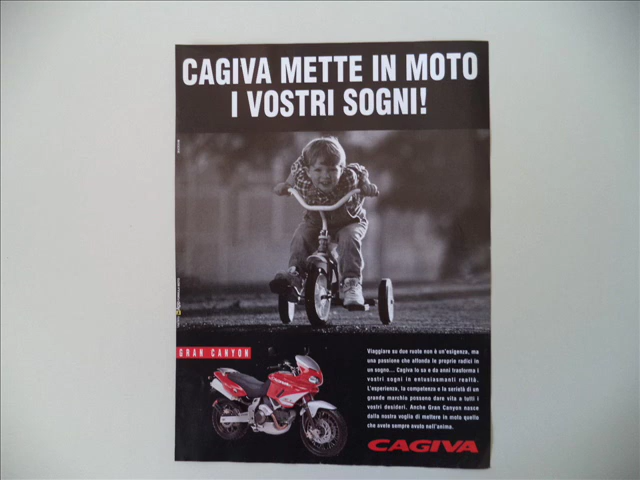 CAGIVA METTE IN MOTO
I VOSTRI SOGNI!
GRAN CANYON
Viaggiare su due ruote non è un'esigenza, ma
una passione che affonda le proprie radici in
un sogno... Cagiva lo sa e da anni trasforma i
vostri sogni in entusiasmanti realtà.
L'esperienza, la competenza e la serietà di un
grande marchio possono dare vita a tutti i
vostri desideri. Anche Gran Canyon nasce
dalla nostra voglia di mettere in moto quello
che avete sempre avuto nell'anima.
CAGIVA